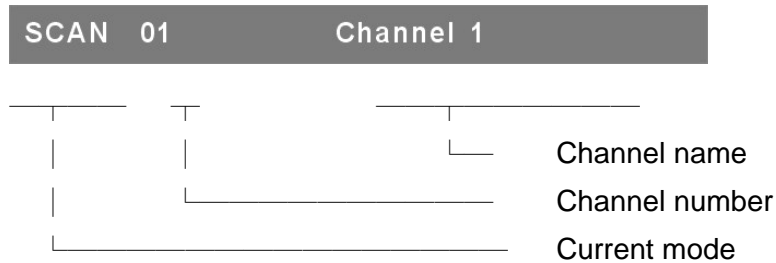 SCAN 01 Channel 1
Channel name
Channel number
Current mode